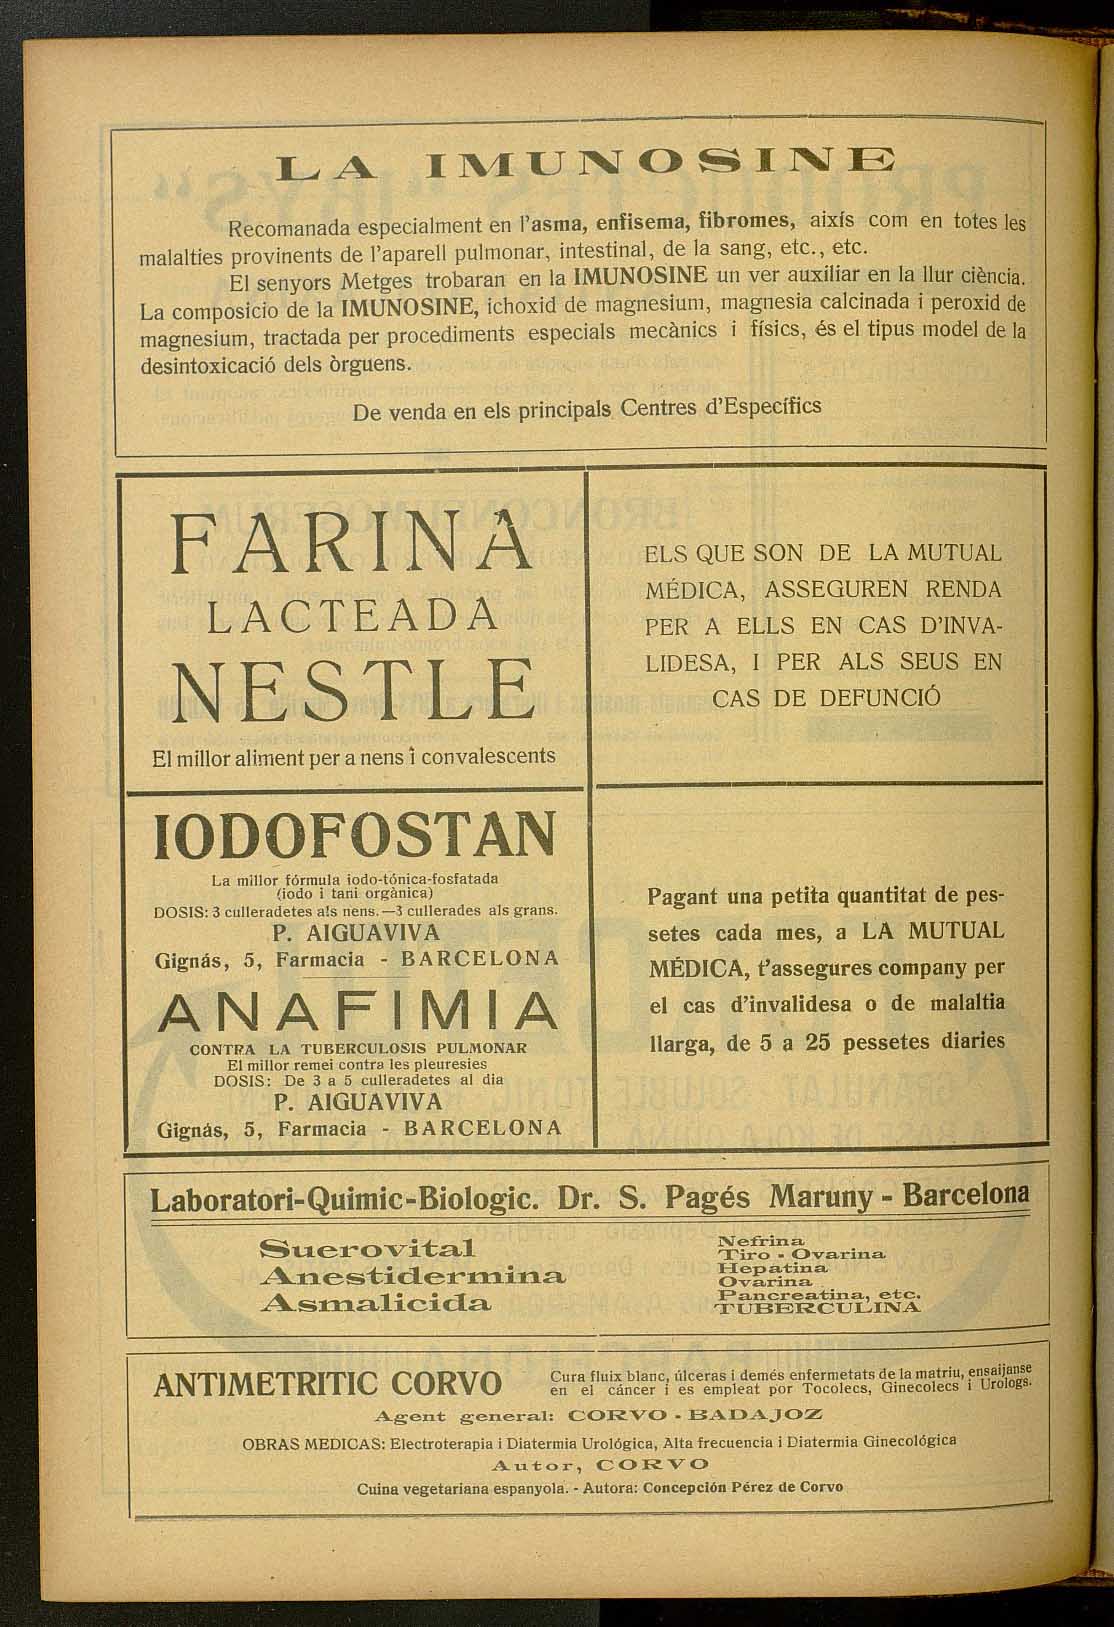 LA IMUNOSINE
Recomanada especialment en l'asma, enfisema, fibromes, aixís com en totes les
malalties provinents de l'aparell pulmonar, intestinal, de la sang, etc., etc.
El senyors Metges trobaran en la IMUNOSINE un ver auxiliar en la llur ciència.
La composicio de la IMUNOSINE, ichoxid de magnesium, magnesia calcinada i peroxid de
magnesium, tractada per procediments especials mecànics i físics, és el tipus model de la
desintoxicació dels òrguens.
De venda en els principals Centres d'Específics
FARINA
LACTEADA
NESTLE
El millor aliment per a nens i convalescents
ELS QUE SON DE LA MUTUAL
MÉDICA, ASSEGUREN RENDA
PER A ELLS EN CAS D'INVA-
LIDESA, I PER ALS SEUS EN
CAS DE DEFUNCIÓ
IODOFOSTAN
La millor fórmula iodo-tónica-fosfatada
(iodo i tani orgànica)
DOSIS: 3 culleradetes als nens.—3 cullerades als grans.
P. AIGUAVIVA
Gignás, 5, Farmacia - BARCELONA
ANAFIMIA
CONTRA LA TUBERCULOSIS PULMONAR
El millor remei contra les pleuresies
DOSIS: De 3 a 5 culleradetes al dia
P. AIGUAVIVA
Gignás, 5, Farmacia - BARCELONA
Pagant una petita quantitat de pes-
setes cada mes, a LA MUTUAL
MÉDICA, t'assegures company per
el cas d'invalidesa o de malaltia
llarga, de 5 a 25 pessetes diaries
Laboratori-Quimic-Biologic. Dr. S. Pagés Maruny - Barcelona
Suerovital
Anestidermina
Asmalicida
Nefrina
Tiro - Ovarina
Hepatina
Ovarina
Pancreatina, etc.
TUBERCULINA
ANTIMETRITIC CORVO
Cura fluix blanc, úlceras i demés enfermetats de la matriu, ensaijanse
en el cáncer i es empleat por Tocolecs, Ginecolecs i Urologs.
Agent general: CORVO - BADAJOZ
OBRAS MEDICAS: Electroterapia i Diatermia Urológica, Alta frecuencia i Diatermia Ginecológica
Autor, CORVO
Cuina vegetariana espanyola. - Autora: Concepción Pérez de Corvo